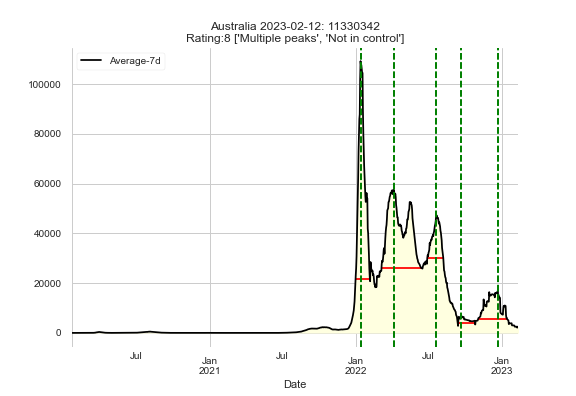 Australia 2023-02-12: 11330342
Rating:8 ['Multiple peaks', 'Not in control']
Average-7d
100000
80000
60000
40000
20000
0
Jul
Jan
2021
Jul
Jan
2022
Jul
Jan
2023
Date